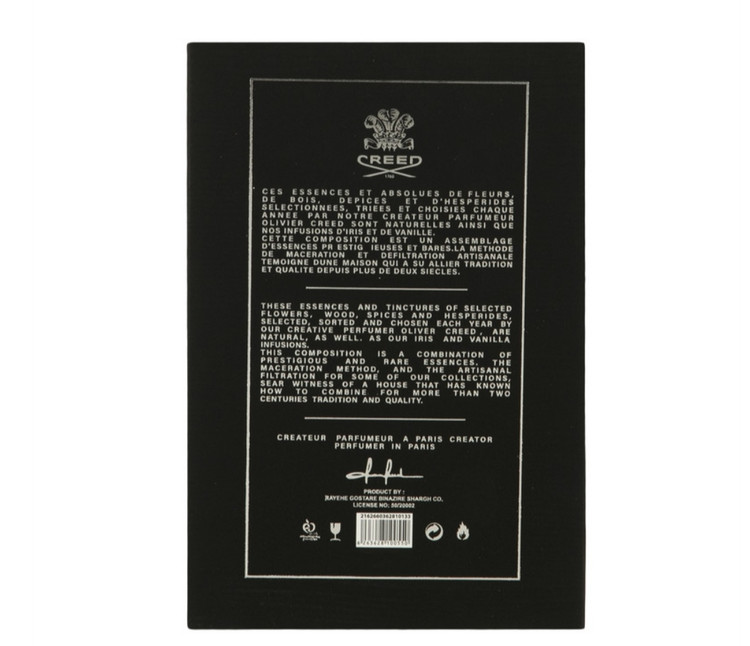 CREED
1760
CES ESSENCES ET ABSOLUES DE FLEURS,
DE BOIS, DEPICES ET D'HESPERIDES
SELECTIONNEES, TRIEES ET CHOISIES CHAQUE
ANNEE PAR NOTRE CREATEUR PARFUMEUR
OLIVIER CREED SONT NATURELLES AINSI QUE
NOS INFUSIONS D'IRIS ET DE VANILLE.
CETTE COMPOSITION EST UN ASSEMBLAGE
D'ESSENCES PR ESTIG IEUSES ET BARES.LA METHODE
DE MACERATION ET DEFILTRATION ARTISANALE
TEMOIGNE DUNE MAISON QUI A SU ALLIER TRADITION
ET QUALITE DEPUIS PLUS DE DEUX SIECLES.
THESE ESSENCES AND TINCTURES OF SELECTED
FLOWERS, WOOD, SPICES AND HESPERIDES,
SELECTED, SORTED AND CHOSEN EACH YEAR BY
OUR CREATIVE PERFUMER OLIVER CREED, ARE
NATURAL, AS WELL. AS OUR IRIS AND VANILLA
INFUSIONS.
THIS COMPOSITION IS A COMBINATION OF
PRESTIGIOUS AND RARE ESSENCES. THE
MACERATION METHOD, AND THE ARTISANAL
FILTRATION FOR SOME OF OUR COLLECTIONS,
SEAR WITNESS OF A HOUSE THAT HAS KNOWN
HOW TO COMBINE FOR MORE THAN TWO
CENTURIES TRADITION AND QUALITY.
CREATEUR PARFUMEUR A PARIS CREATOR
PERFUMER IN PARIS
PRODUCT BY :
RAYEHE GOSTARE BINAZIRE SHARGH CO,
LICENSE NO: 50/20002
2162660362810133